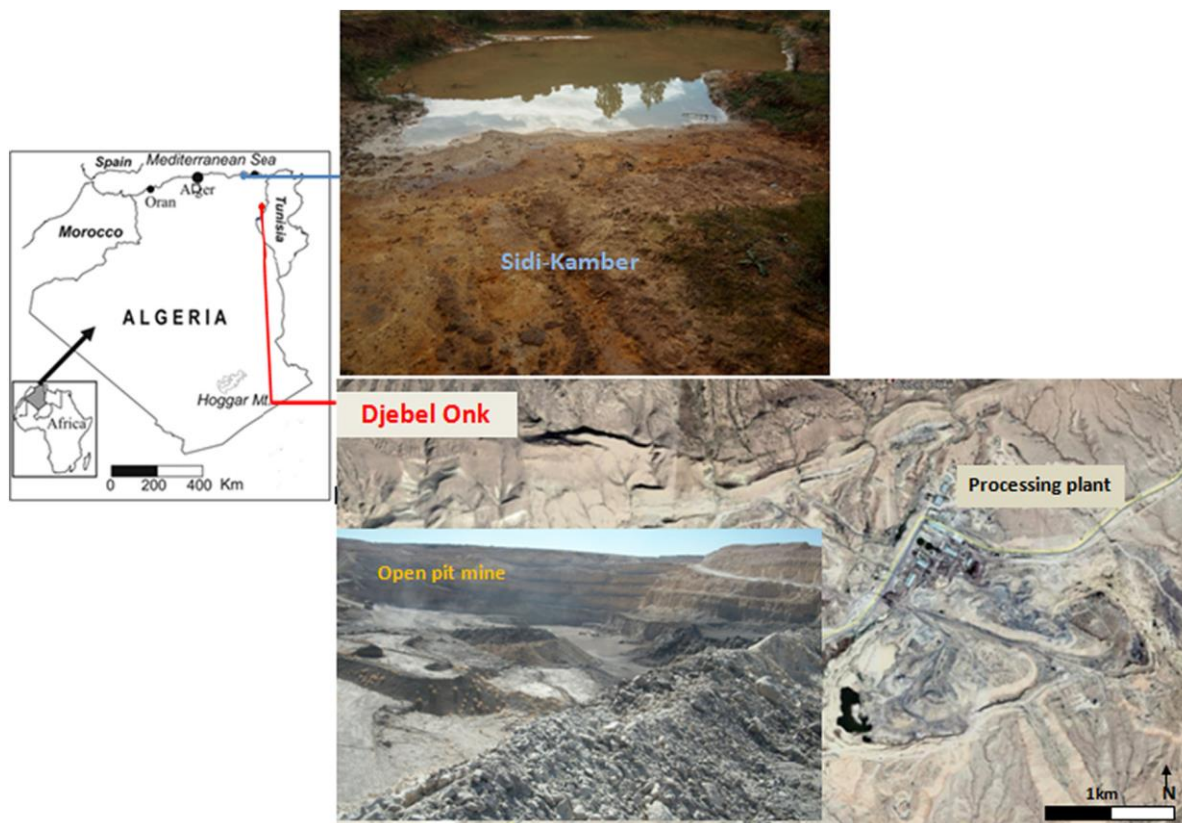 Spain
Mediterranean Sea
Alger
Oran
Morocco
Tunisia
ALGERIA
Hoggar Mt.
Africa
0 200 400 Km
Sidi-Kamber
Djebel Onk
Processing plant
Open pit mine
1km
N